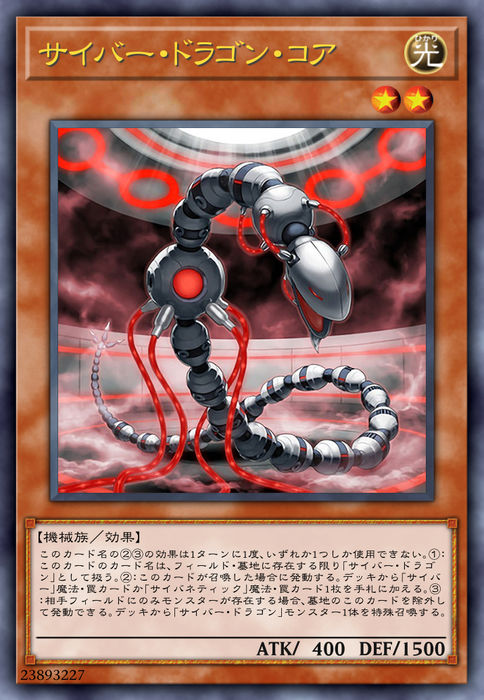 サイバー・ドラゴン・コア
光
ひかり
【機械族／効果】
このカード名の②③の効果は1ターンに1度、いずれか1つしか使用できない。①:
このカードのカード名は、フィールド・墓地に存在する限り「サイバー・ドラゴ
ン」として扱う。②:このカードが召喚した場合に発動する。デッキから「サイバ
ー」魔法・罠カードか「サイバネティック」魔法・罠カード1枚を手札にかえる。③
:相手フィールドにのみモンスターが存在する場合、墓地のこのカードを除外し
て発動できる。デッキから「サイバー・ドラゴン」モンスター1体を特殊召喚する。
ATK/ 400 DEF/1500
23893227